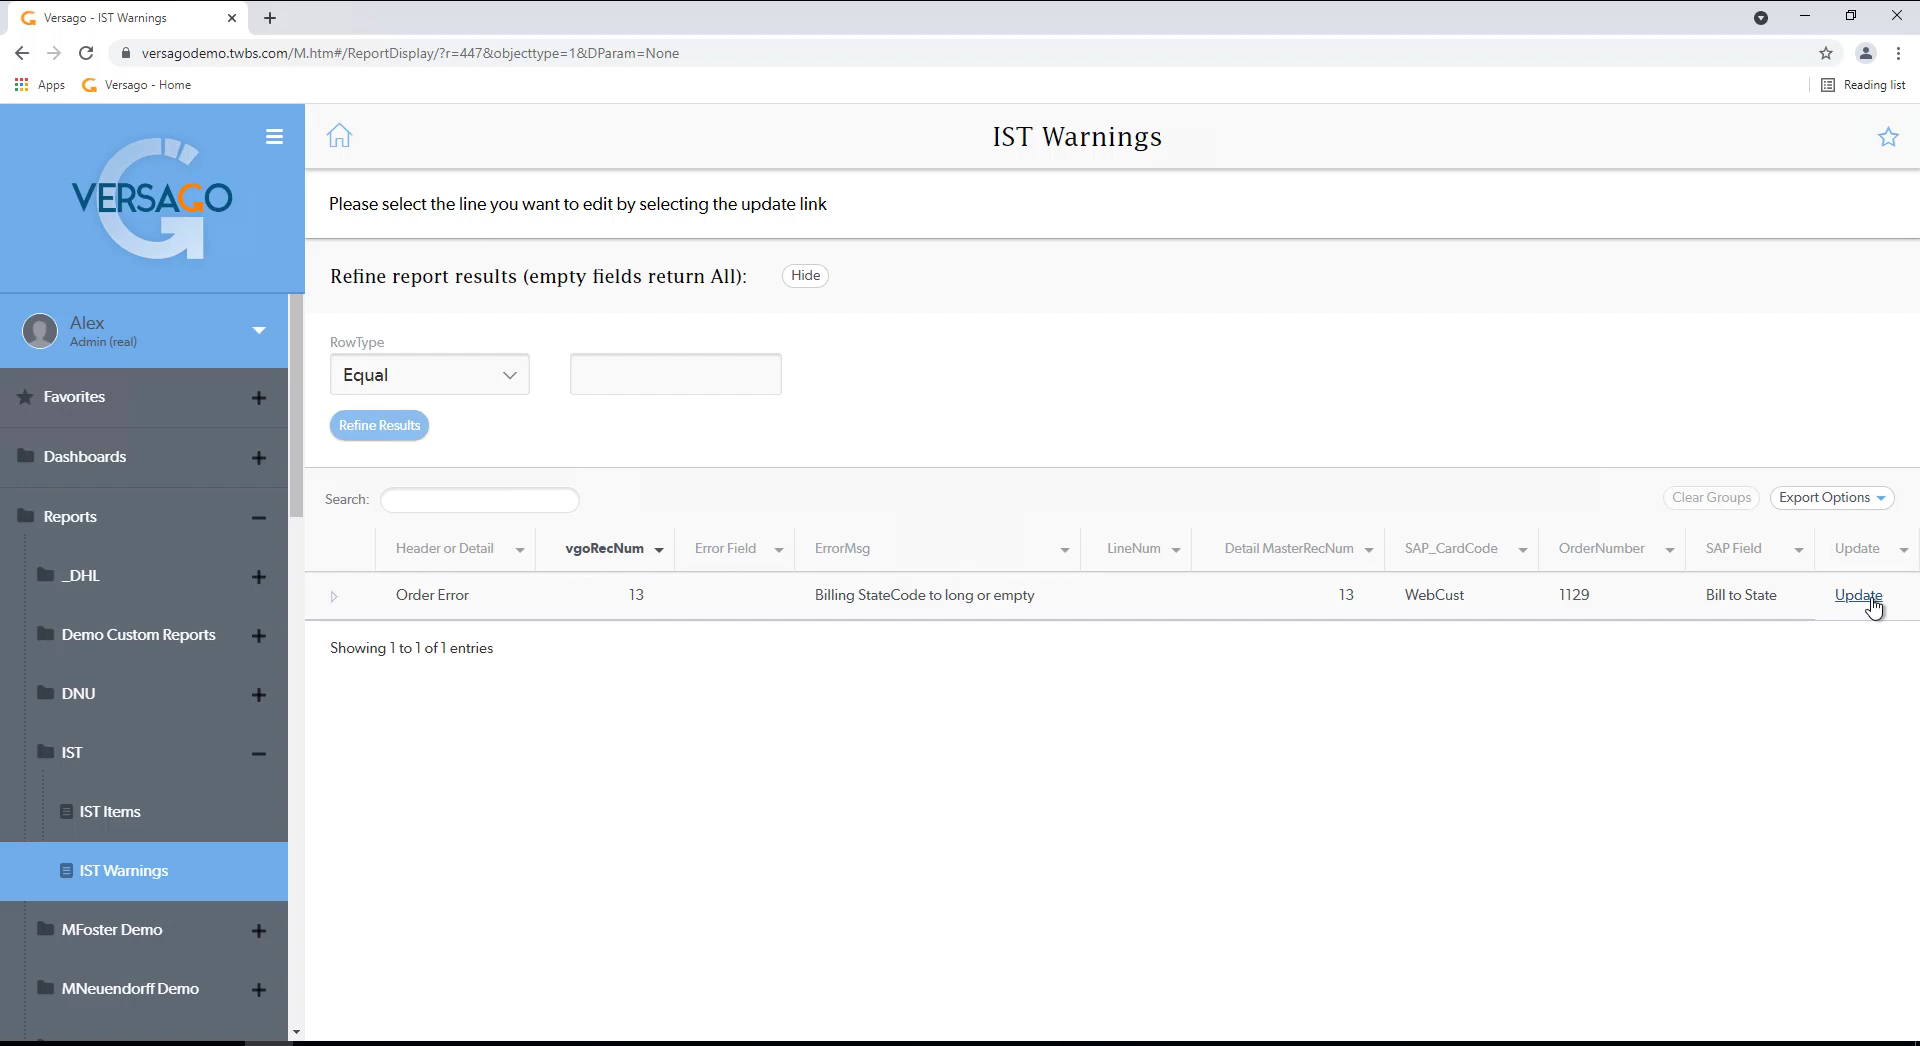 Versago - IST Warnings
versagodemo.twbs.com/M.htm#/ReportDisplay/?r=447&objecttype=1&DParam=None
Apps
Versago - Home
Reading list
VERSAGO
IST Warnings
Please select the line you want to edit by selecting the update link
Refine report results (empty fields return All):
Hide
Alex
Admin (real)
RowType
Equal
Refine Results
Favorites
Dashboards
Reports
_DHL
Demo Custom Reports
DNU
IST
IST Items
IST Warnings
MFoster Demo
MNeuendorff Demo
Search:
Clear Groups
Export Options
Header or Detail vgoRecNum Error Field ErrorMsg LineNum Detail MasterRecNum SAP_CardCode OrderNumber SAP Field Update
Order Error 13 Billing StateCode to long or empty 13 WebCust 1129 Bill to State Update
Showing 1 to 1 of 1 entries